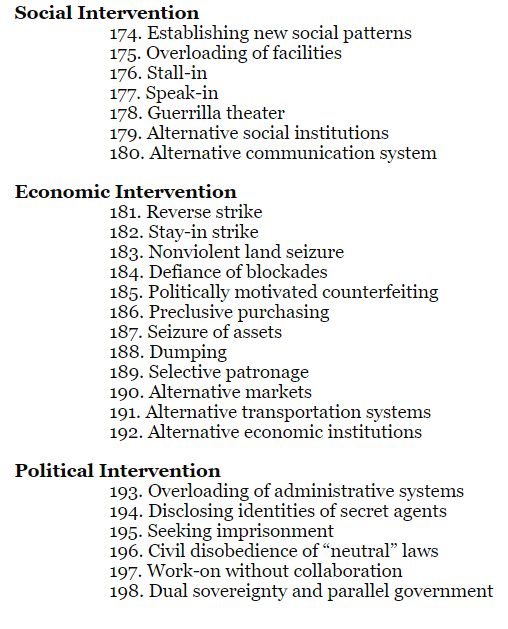 Social Intervention
174. Establishing new social patterns
175. Overloading of facilities
176. Stall-in
177. Speak-in
178. Guerrilla theater
179. Alternative social institutions
180. Alternative communication system
Economic Intervention
181. Reverse strike
182. Stay-in strike
183. Nonviolent land seizure
184. Defiance of blockades
185. Politically motivated counterfeiting
186. Preclusive purchasing
187. Seizure of assets
188. Dumping
189. Selective patronage
190. Alternative markets
191. Alternative transportation systems
192. Alternative economic institutions
Political Intervention
193. Overloading of administrative systems
194. Disclosing identities of secret agents
195. Seeking imprisonment
196. Civil disobedience of “neutral” laws
197. Work-on without collaboration
198. Dual sovereignty and parallel government